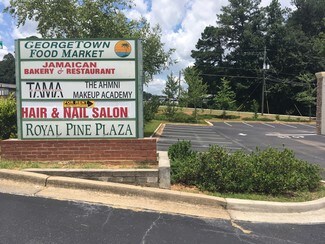 GEORGETOWN
FOOD MARKET
JAMAICAN
BAKERY & RESTAURANT
TAMA
THE AHMNI
MAKEUP ACADEMY
FOR RENT
HAIR & NAIL SALON
ROYAL PINE PLAZA